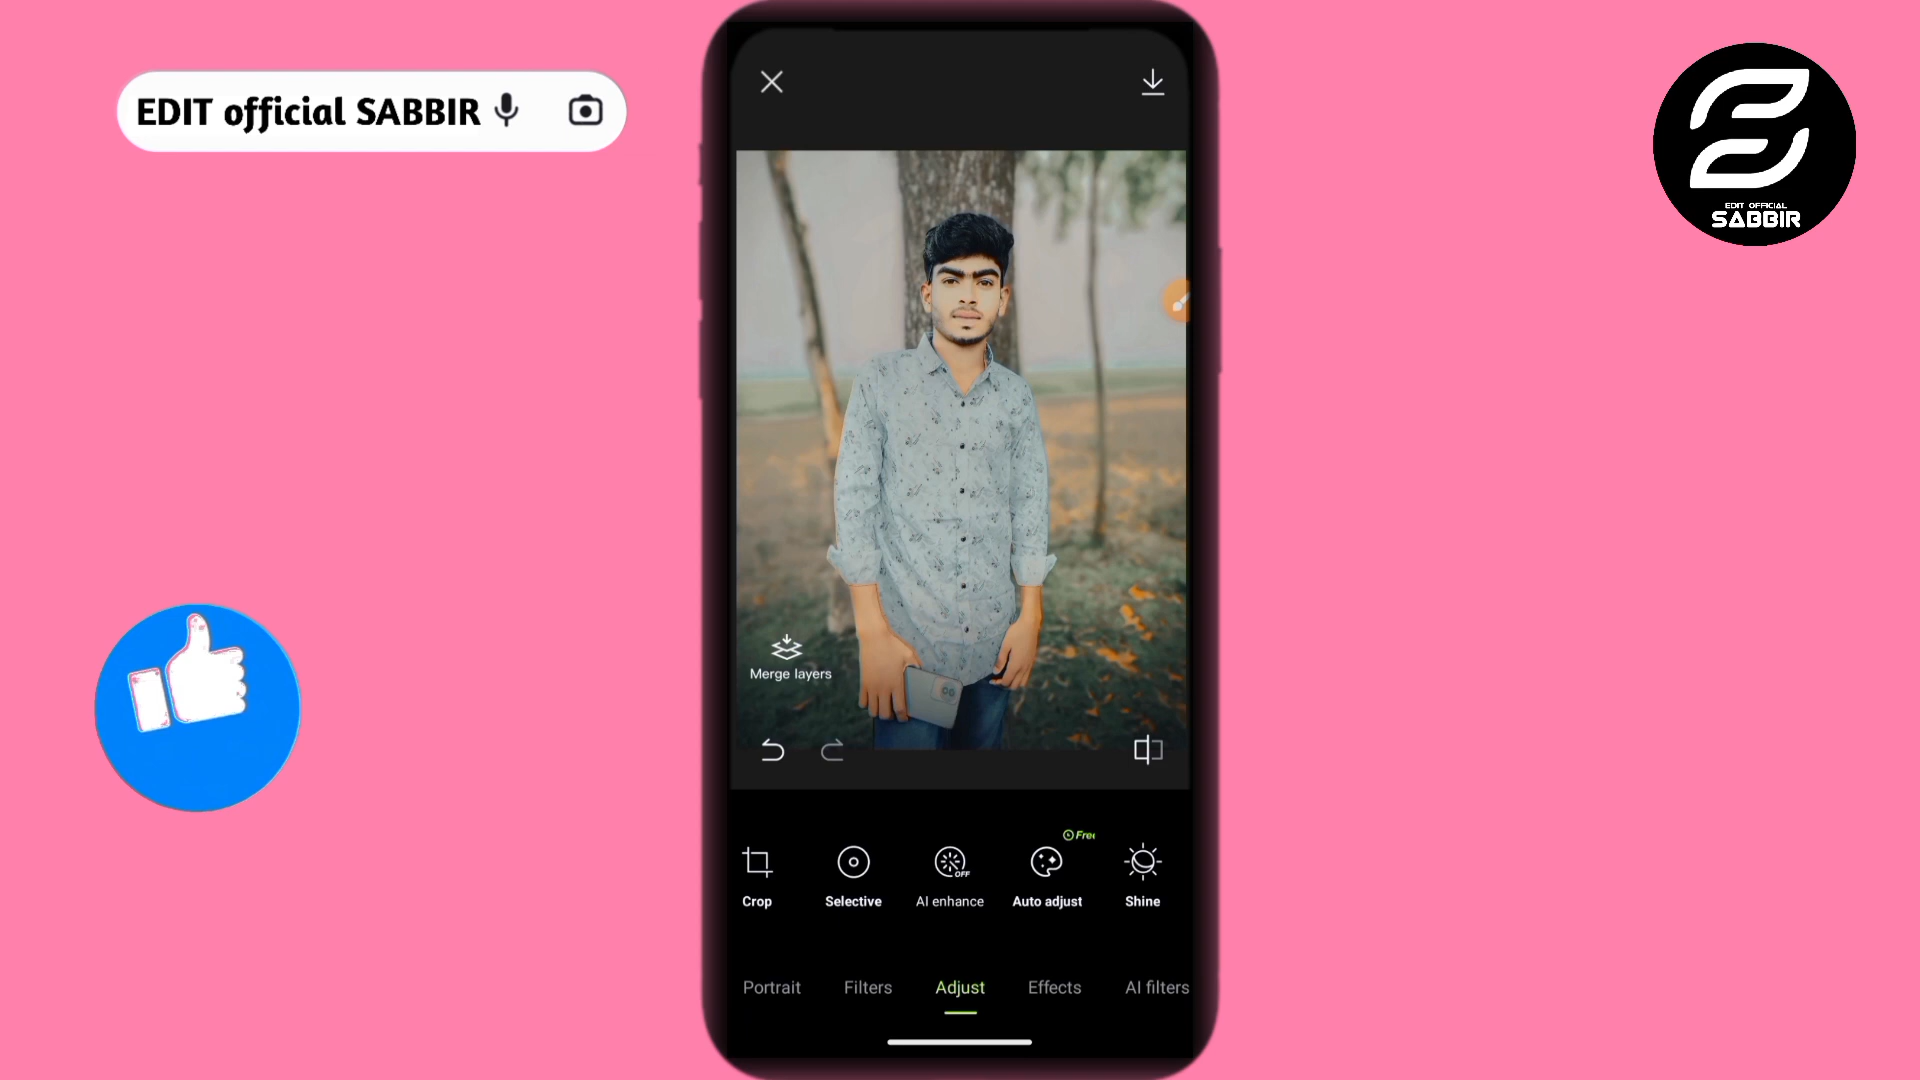 EDIT official SABBIR
EDIT OFFICIAL
SABBIR
Merge layers
Free
OFF
Crop
Selective
AI enhance
Auto adjust
Shine
Portrait
Filters
Adjust
Effects
AI filters